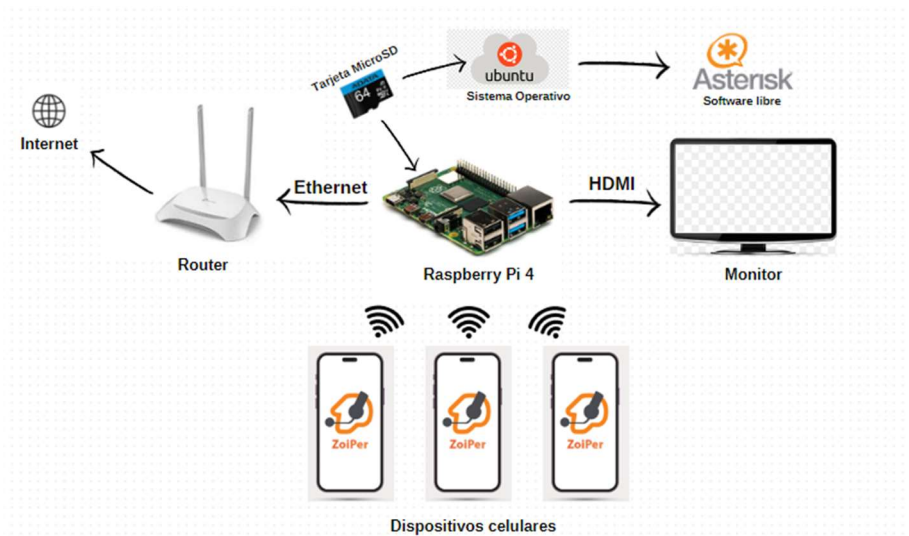 Tarjeta MicroSD
ADATA
64
ubuntu
Sistema Operativo
Asterisk
Software libre
Internet
Ethernet
HDMI
Router
Raspberry Pi 4
Monitor
ZoiPer
ZoiPer
ZoiPer
Dispositivos celulares